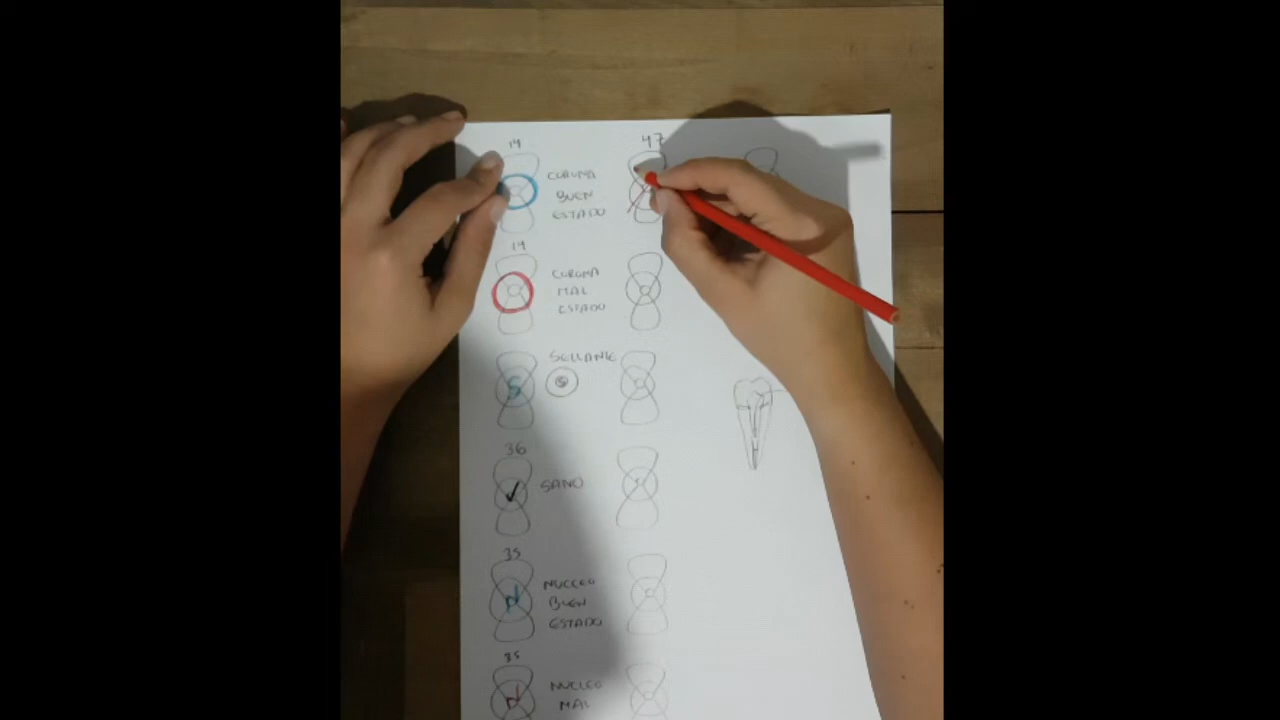 14
CORONA
BUEN
ESTADO
14
CORONA
MAL
ESTADO
S
SELLANTE
S
36
SANO
35
N
NUCLEO
BUEN
ESTADO
35
N
NUCLEO
MAL
47